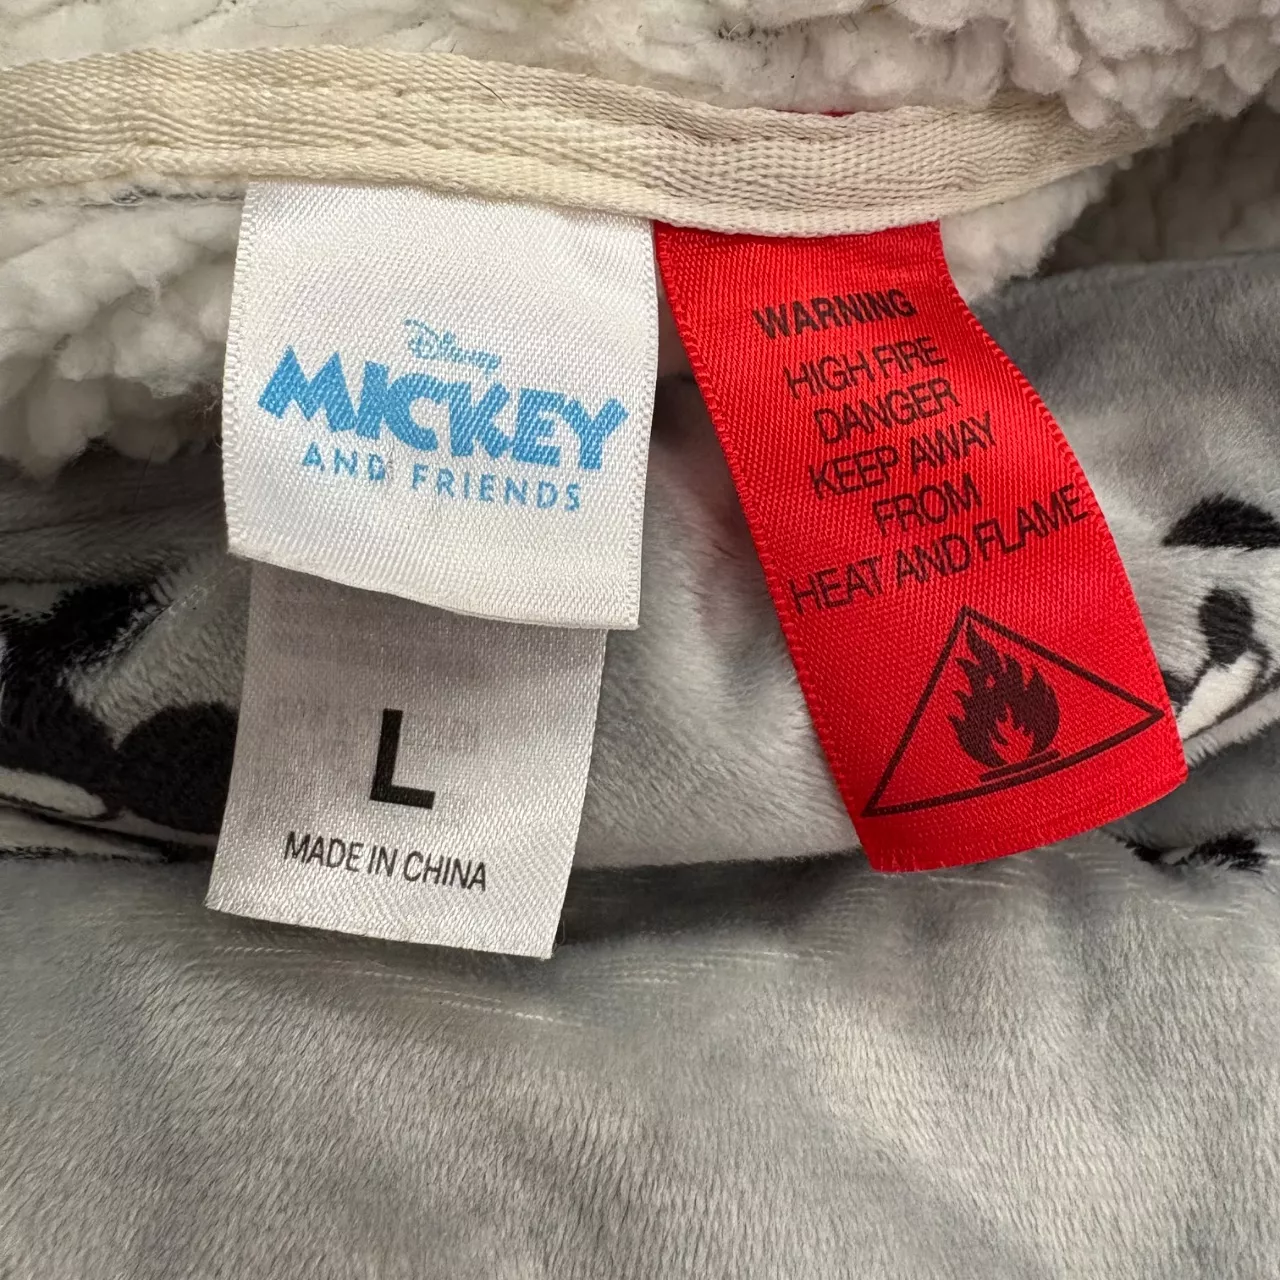 Disney
MICKEY
AND FRIENDS
L
MADE IN CHINA
WARNING
HIGH FIRE
DANGER
KEEP AWAY
FROM
HEAT AND FLAME